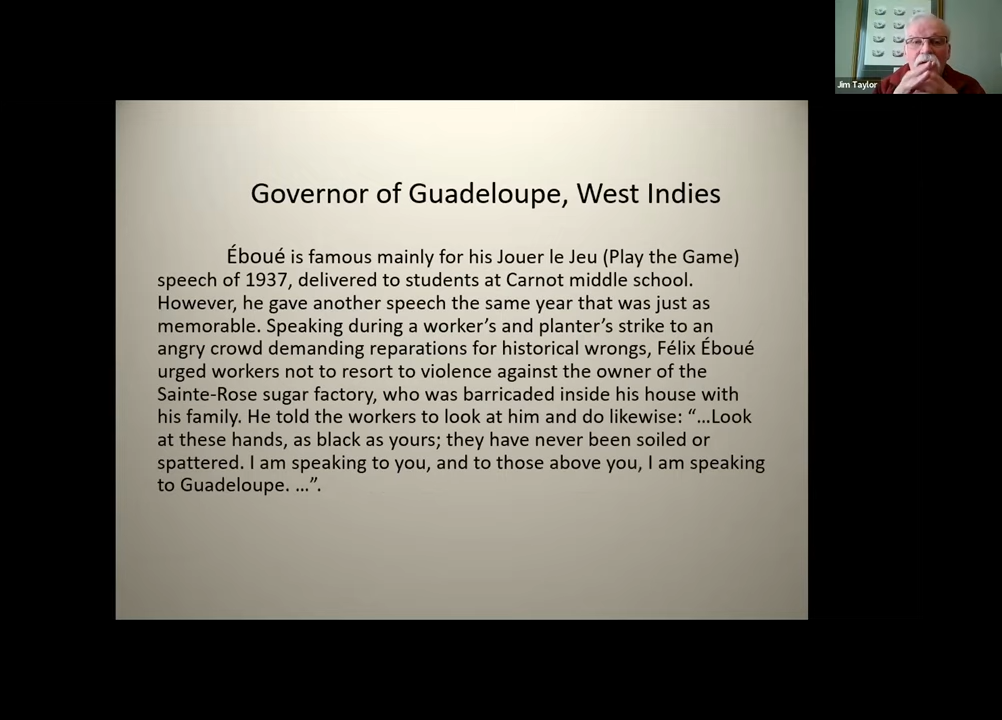 Jim Taylor
Governor of Guadeloupe, West Indies
Éboué is famous mainly for his Jouer le Jeu (Play the Game)
speech of 1937, delivered to students at Carnot middle school.
However, he gave another speech the same year that was just as
memorable. Speaking during a worker’s and planter’s strike to an
angry crowd demanding reparations for historical wrongs, Félix Éboué
urged workers not to resort to violence against the owner of the
Sainte-Rose sugar factory, who was barricaded inside his house with
his family. He told the workers to look at him and do likewise: “…Look
at these hands, as black as yours; they have never been soiled or
spattered. I am speaking to you, and to those above you, I am speaking
to Guadeloupe. …”.